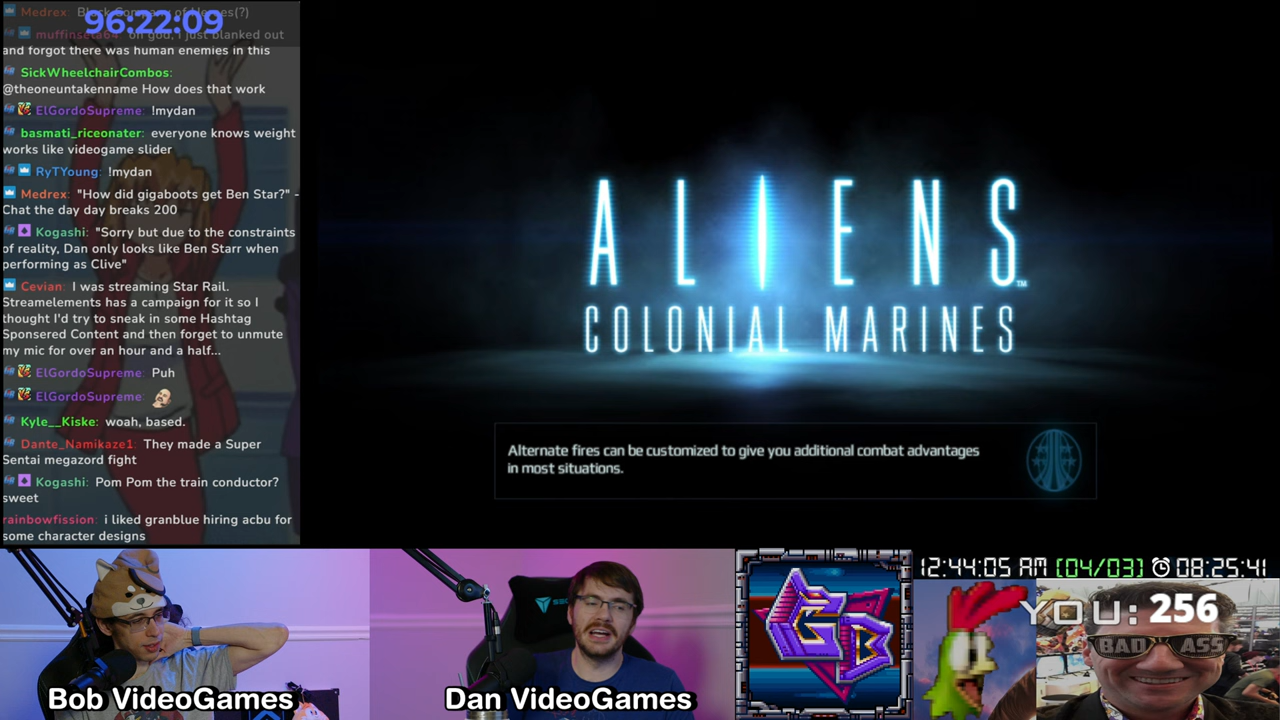 Medrex: Black Company of Heroes(?)
96:22:09
muffinseta64: oh god, i just blanked out
and forgot there was human enemies in this
SickWheelchairCombos:
@theoneuntakenname How does that work
ElGordoSupreme: !mydan
basmati_riceonater: everyone knows weight
works like videogame slider
RyTYoung: !mydan
Medrex: "How did gigaboots get Ben Star?" -
Chat the day day breaks 200
Kogashi: "Sorry but due to the constraints
of reality, Dan only looks like Ben Starr when
performing as Clive"
Cevian: I was streaming Star Rail.
Streamelements has a campaign for it so I
thought I'd try to sneak in some Hashtag
Sponsered Content and then forget to unmute
my mic for over an hour and a half...
ElGordoSupreme: Puh
ElGordoSupreme:
Kyle__Kiske: woah, based.
Dante_Namikaze1: They made a Super
Sentai megazord fight
Kogashi: Pom Pom the train conductor?
sweet
rainbowfission: i liked granblue hiring acbu for
some character designs
ALIENS™
COLONIAL MARINES
Alternate fires can be customized to give you additional combat advantages
in most situations.
12:44:05 AM [04/03] 08:25:41
YOU: 256
BAD ASS
GB
Bob VideoGames
Dan VideoGames